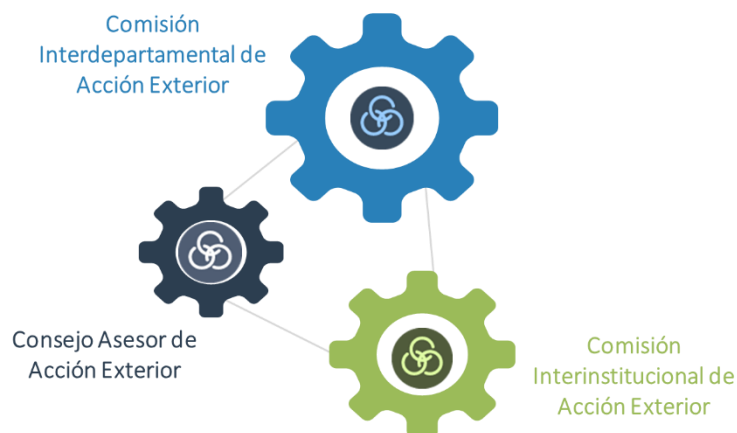 Comisión
Interdepartamental de
Acción Exterior
Consejo Asesor de
Acción Exterior
Comisión
Interinstitucional de
Acción Exterior